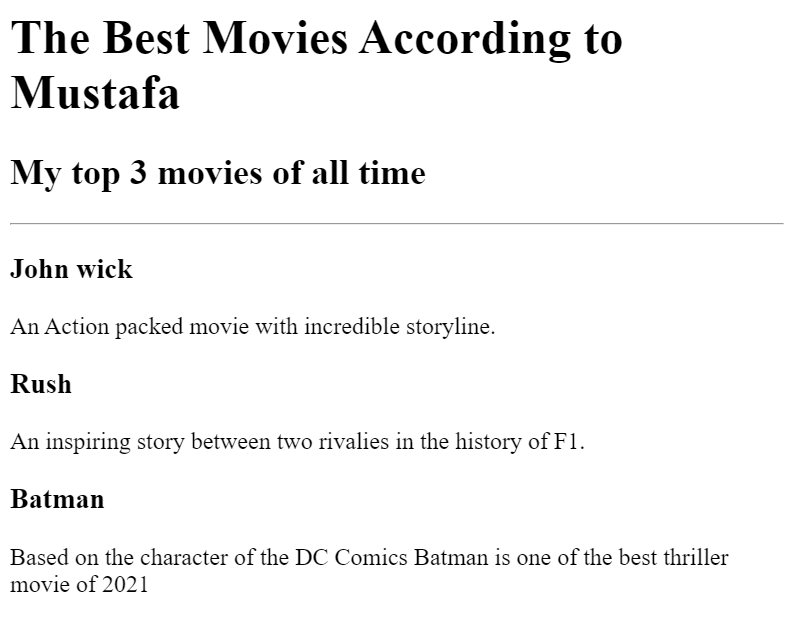 The Best Movies According to
Mustafa
My top 3 movies of all time
John wick
An Action packed movie with incredible storyline.
Rush
An inspiring story between two rivalies in the history of F1.
Batman
Based on the character of the DC Comics Batman is one of the best thriller
movie of 2021